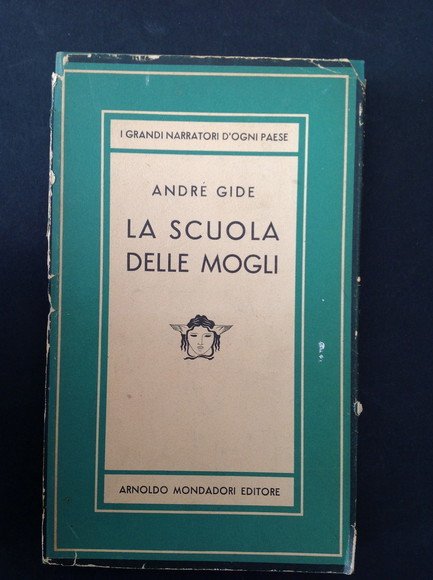 I GRANDI NARRATORI D'OGNI PAESE
ANDRÉ GIDE
LA SCUOLA
DELLE MOGLI
ARNOLDO MONDADORI EDITORE